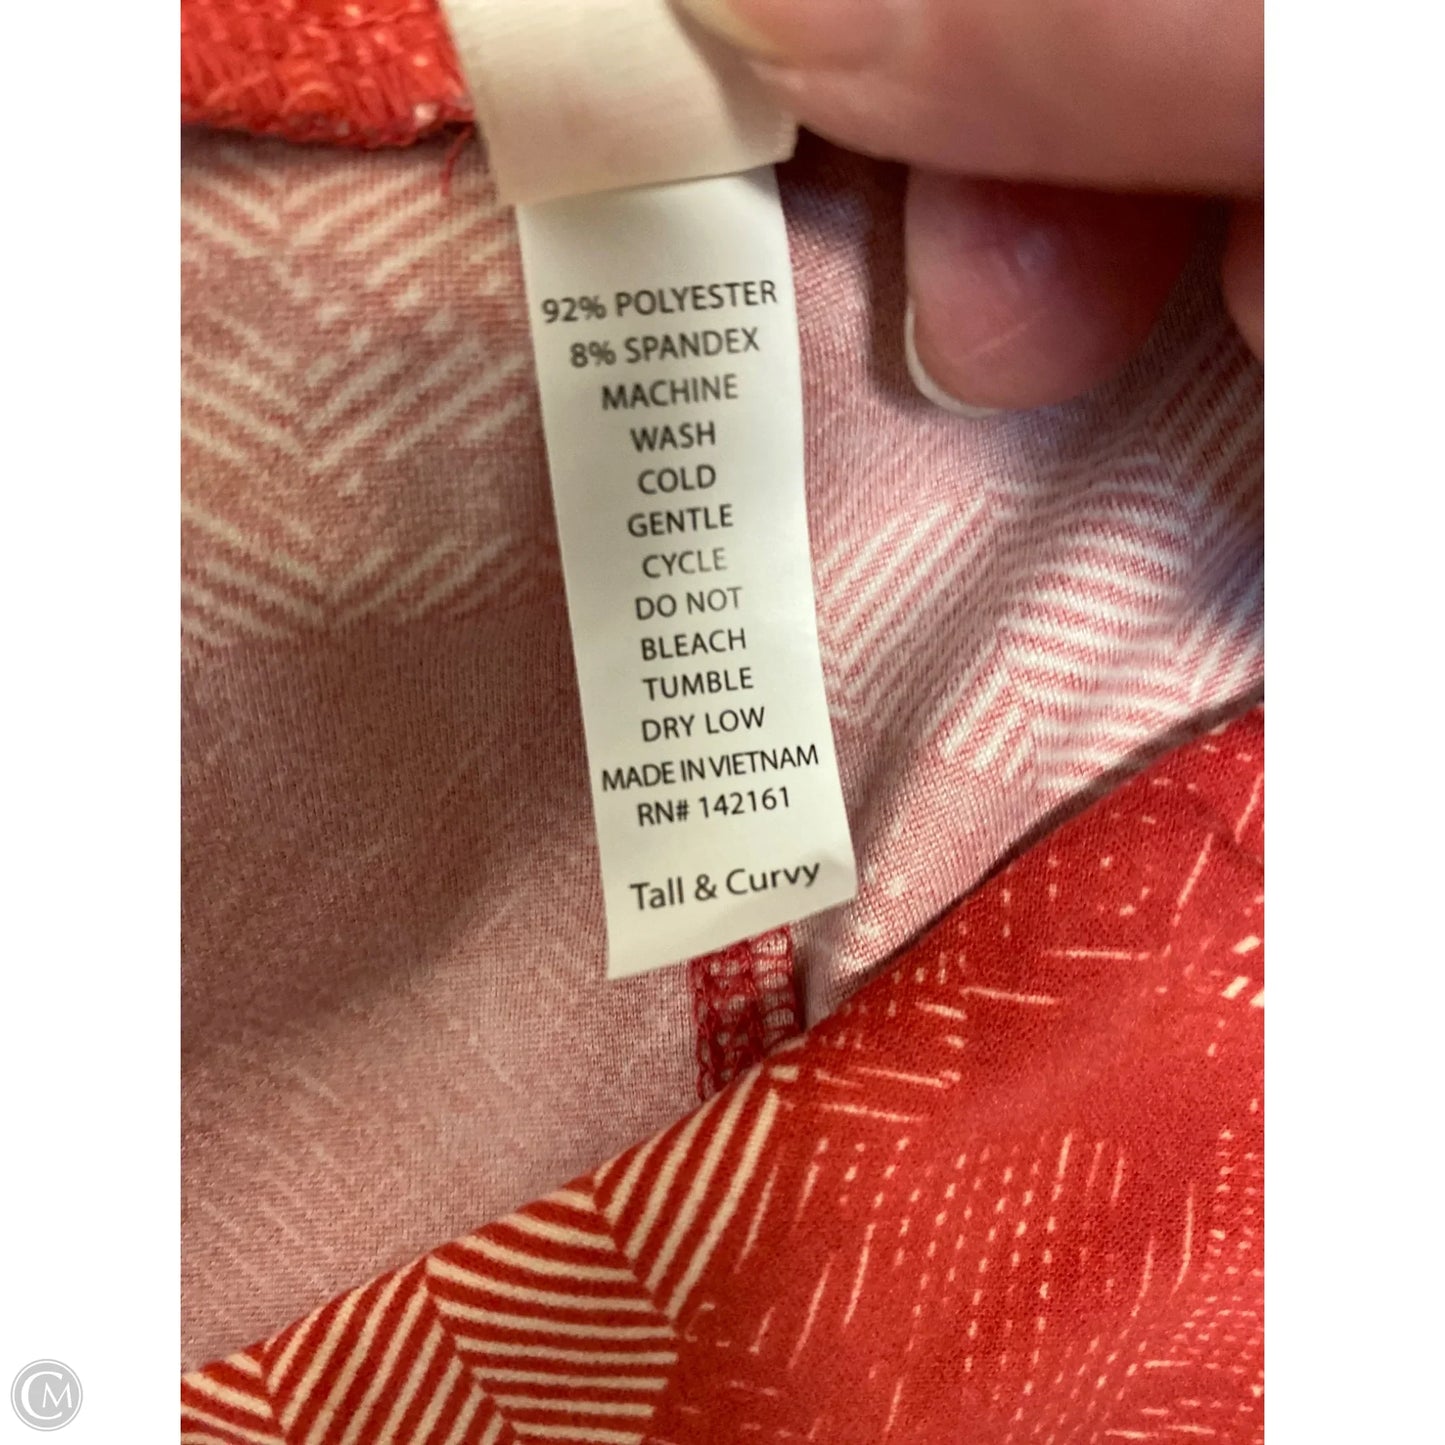 92% POLYESTER
8% SPANDEX
MACHINE
WASH
COLD
GENTLE
CYCLE
DO NOT
BLEACH
TUMBLE
DRY LOW
MADE IN VIETNAM
RN# 142161
Tall & Curvy
CM